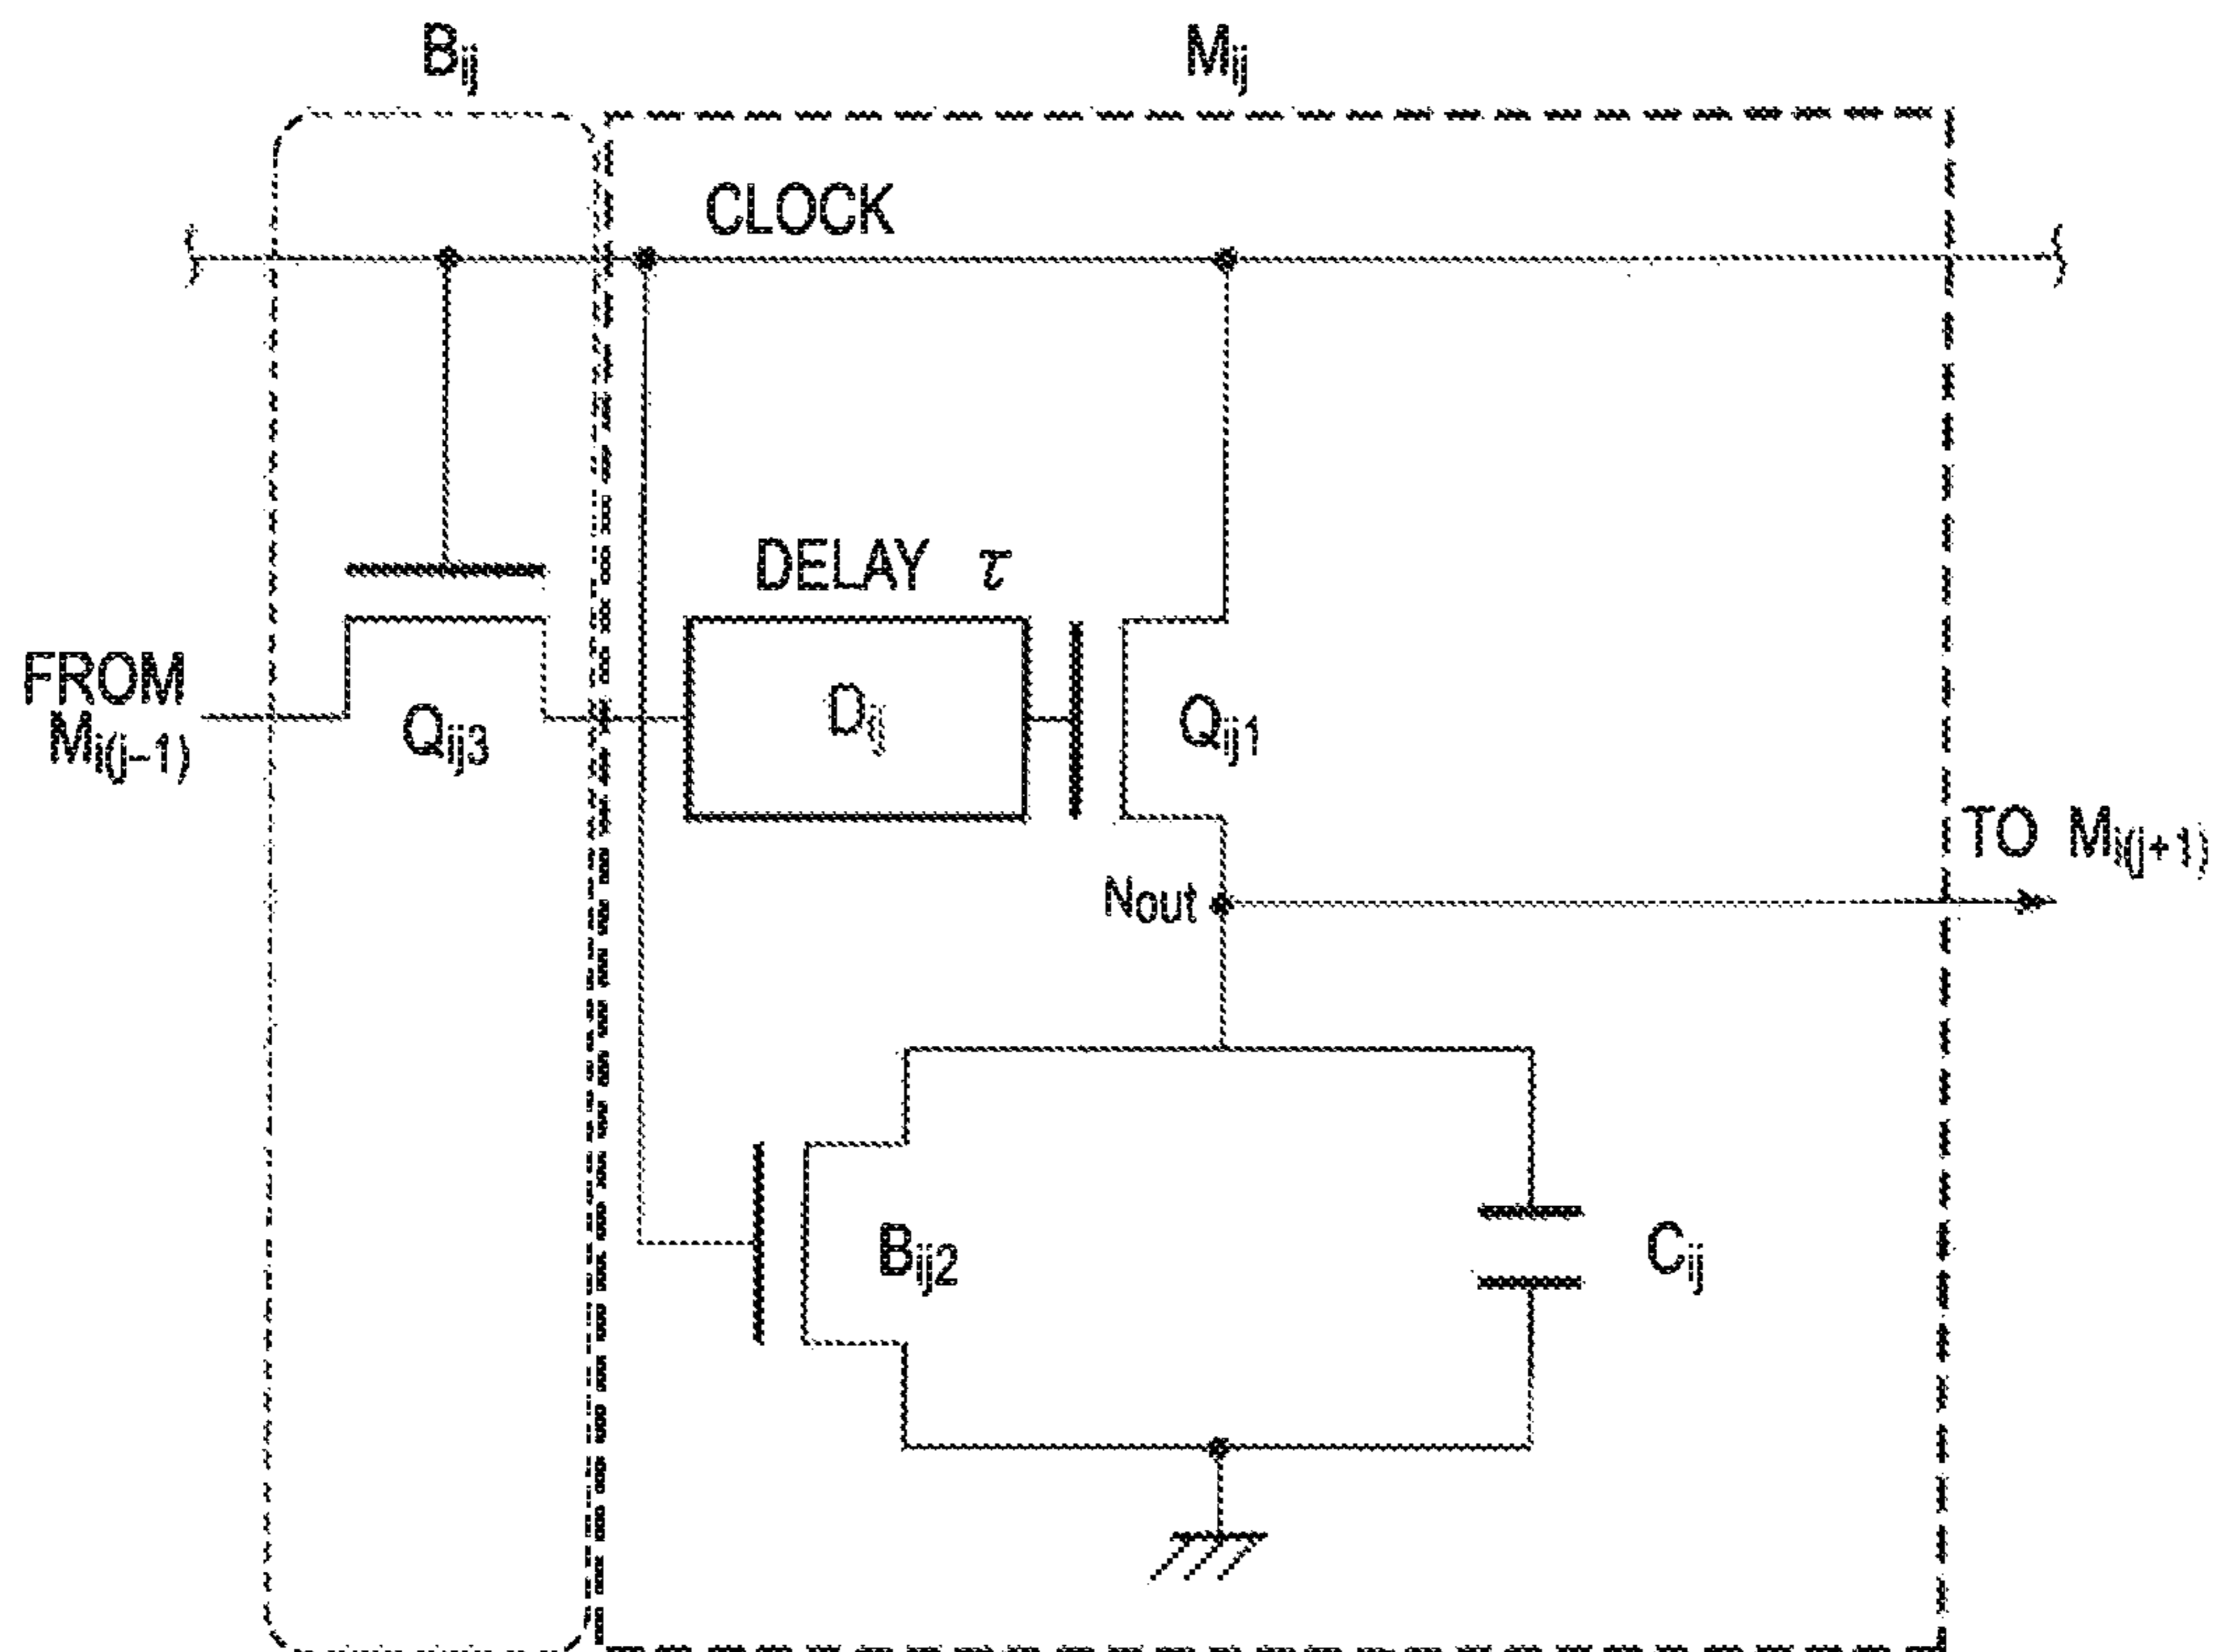 Bij
Mij
CLOCK
DELAY τ
FROM
Mi(j-1)
Qij3
Dij
Qij1
TO Mi(j+1)
Nout
Bij2
Cij